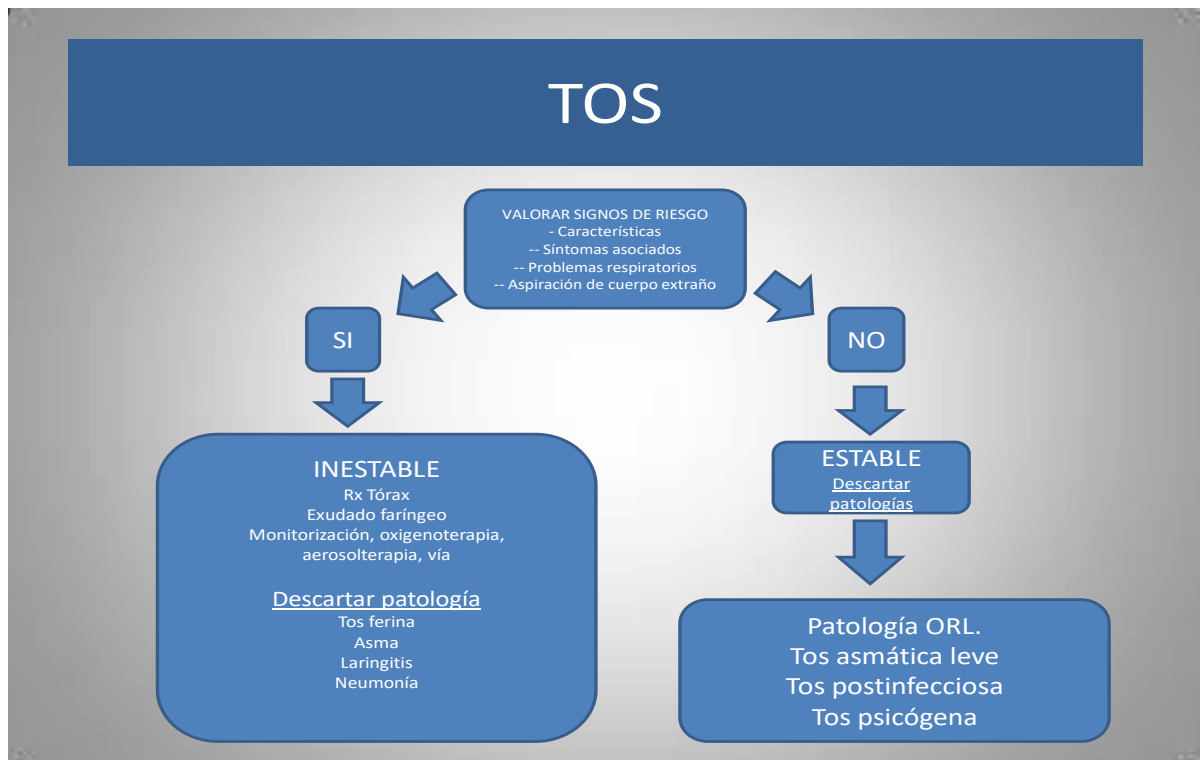 TOS
VALORAR SIGNOS DE RIESGO
- Características
-- Síntomas asociados
-- Problemas respiratorios
-- Aspiración de cuerpo extraño
SI
NO
INESTABLE
Rx Tórax
Exudado faríngeo
Monitorización, oxigenoterapia,
aerosolterapia, vía
Descartar patología
Tos ferina
Asma
Laringitis
Neumonía
ESTABLE
Descartar
patologías
Patología ORL.
Tos asmática leve
Tos postinfecciosa
Tos psicógena